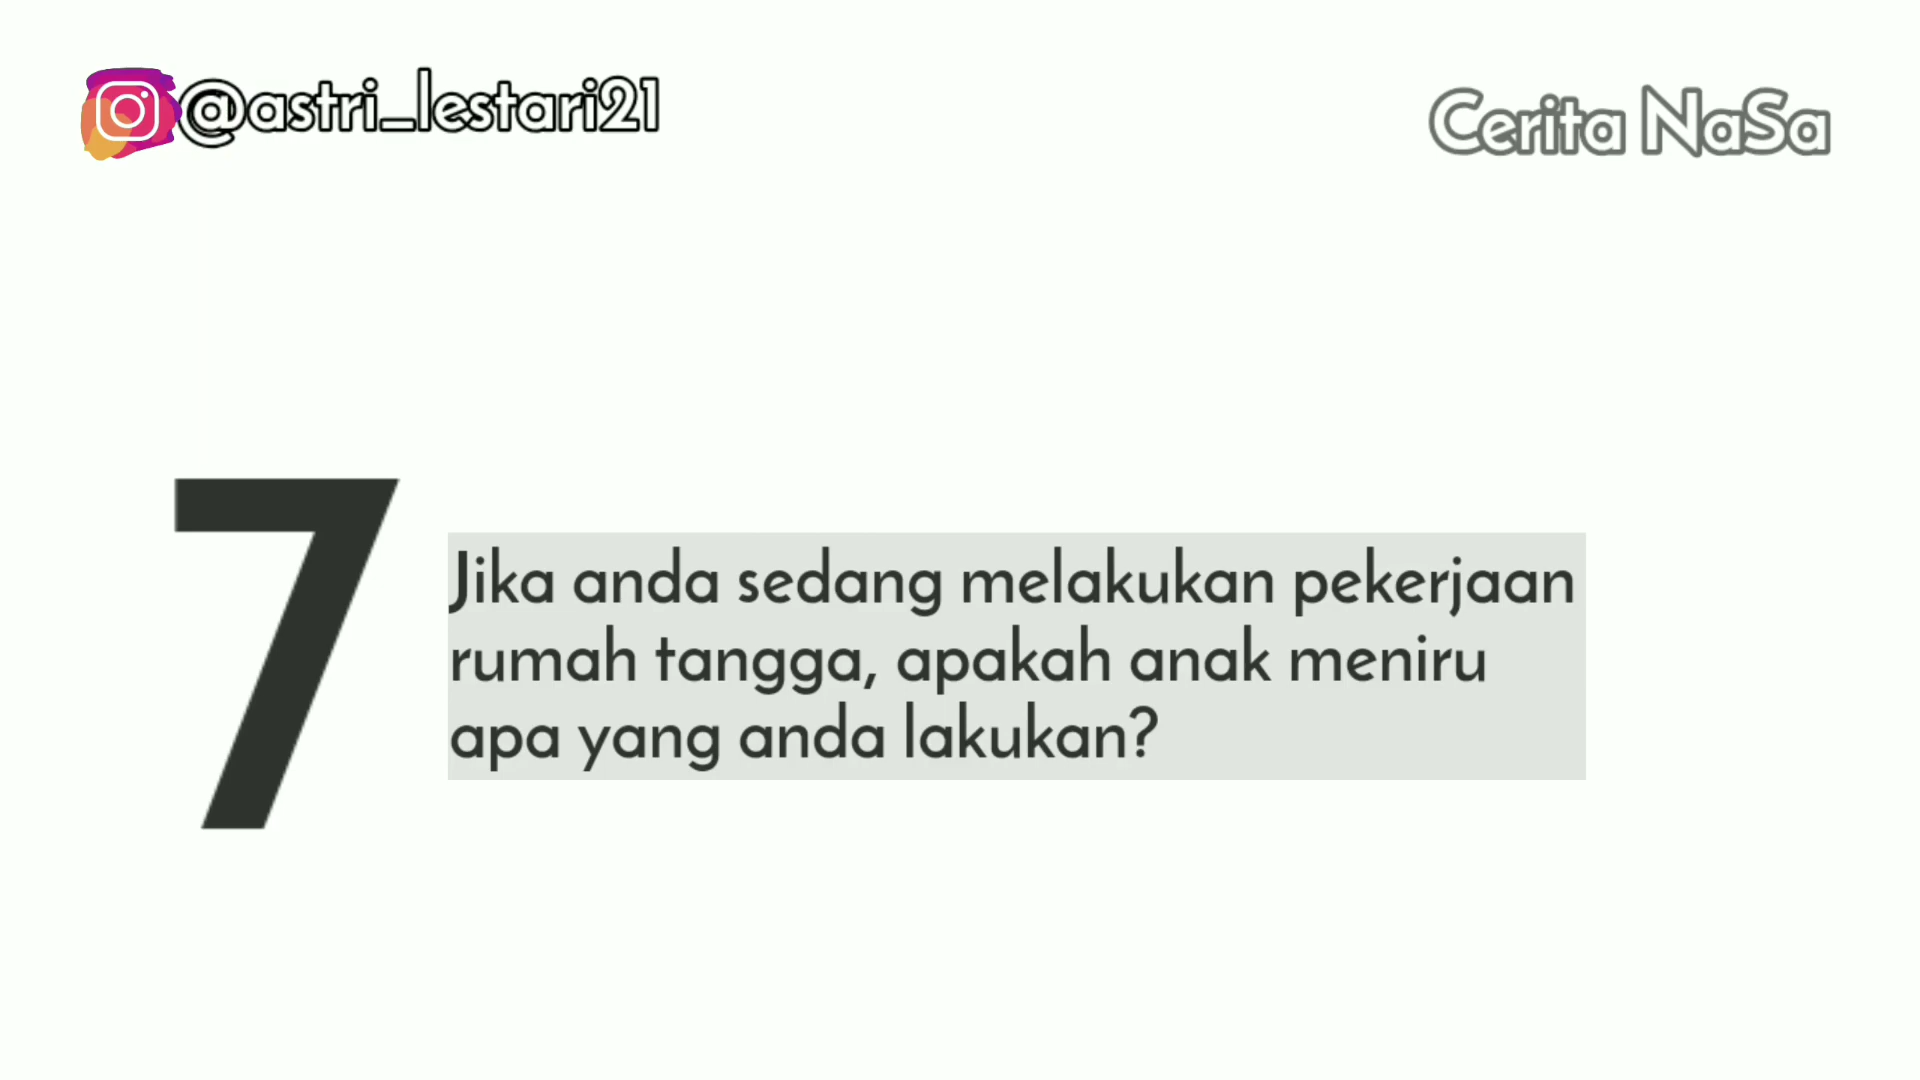 @astri_lestari21
Cerita NaSa
7
Jika anda sedang melakukan pekerjaan
rumah tangga, apakah anak meniru
apa yang anda lakukan?